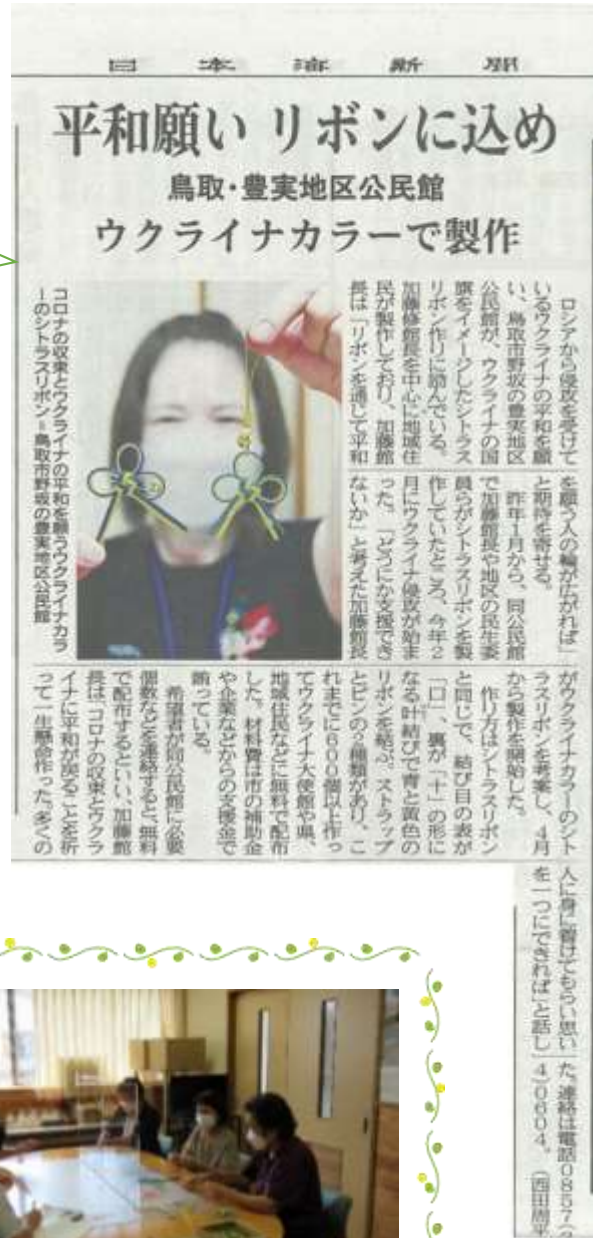 日本海新聞
平和願い リボンに込め
鳥取・豊実地区公民館
ウクライナカラーで製作
コロナの収束とウクライナの平和を願うウクライナカラ
ーのシトラスリボン=鳥取市野坂の豊実地区公民館
ロシアから侵攻を受けて
いるウクライナの平和を願
い、鳥取市野坂の豊実地区
公民館が、ウクライナの国
旗をイメージしたシトラス
リボン作りに励んでいる。
加藤修館長を中心に地域住
民が製作しており、加藤館
長は「リボンを通して平和
を願う人の輪が広がれば」
と期待を寄せる。
昨年1月から、同公民館
で加藤館長や地区の民生委
員らがシトラスリボンを製
作していたところ、今年2
月にウクライナ侵攻が始ま
った。「どうにか支援でき
ないか」と考えた加藤館長
がウクライナカラーのシト
ラスリボンを考案し、4月
から製作を開始した。
作り方はシトラスリボン
と同じで、結び目の表が
「口」、裏が「十」の形に
なる叶結びで青と黄色の
リボンを結ぶ。ストラップ
とピンの2種類があり、こ
れまでに600個以上作っ
てウクライナ大使館や県、
地域住民などに無料で配布
した。材料費は市の補助金
や企業などからの支援金で
賄っている。
希望者が同公民館に必要
個数などを連絡すると、無料
で配布するといい、加藤館
長は「コロナの収束とウクラ
イナに平和が戻ることを祈
って一生懸命作った。多くの
人に身に着けてもらい思い
を一つにできれば」と話し
た。連絡は電話0857(
4)0604。 (西田周平